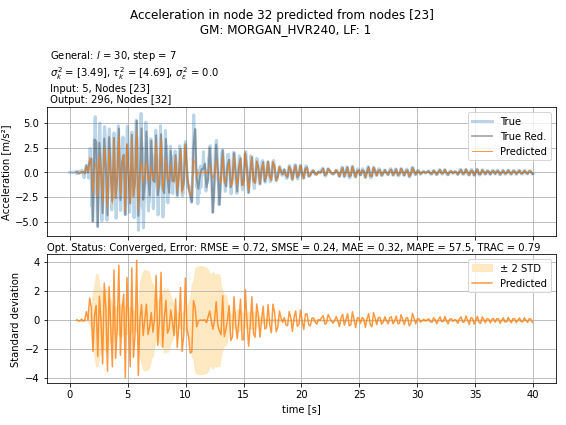 Acceleration in node 32 predicted from nodes [23]
GM: MORGAN_HVR240, LF: 1
General: l = 30, step = 7
σ²ₖ = [3.49], τ²ₖ = [4.69], σ²ε = 0.0
Input: 5, Nodes [23]
Output: 296, Nodes [32]
Acceleration [m/s²]
5.0
2.5
0.0
−2.5
−5.0
True
True Red.
Predicted
Opt. Status: Converged, Error: RMSE = 0.72, SMSE = 0.24, MAE = 0.32, MAPE = 57.5, TRAC = 0.79
Standard deviation
4
2
0
−2
−4
± 2 STD
Predicted
0 5 10 15 20 25 30 35 40
time [s]